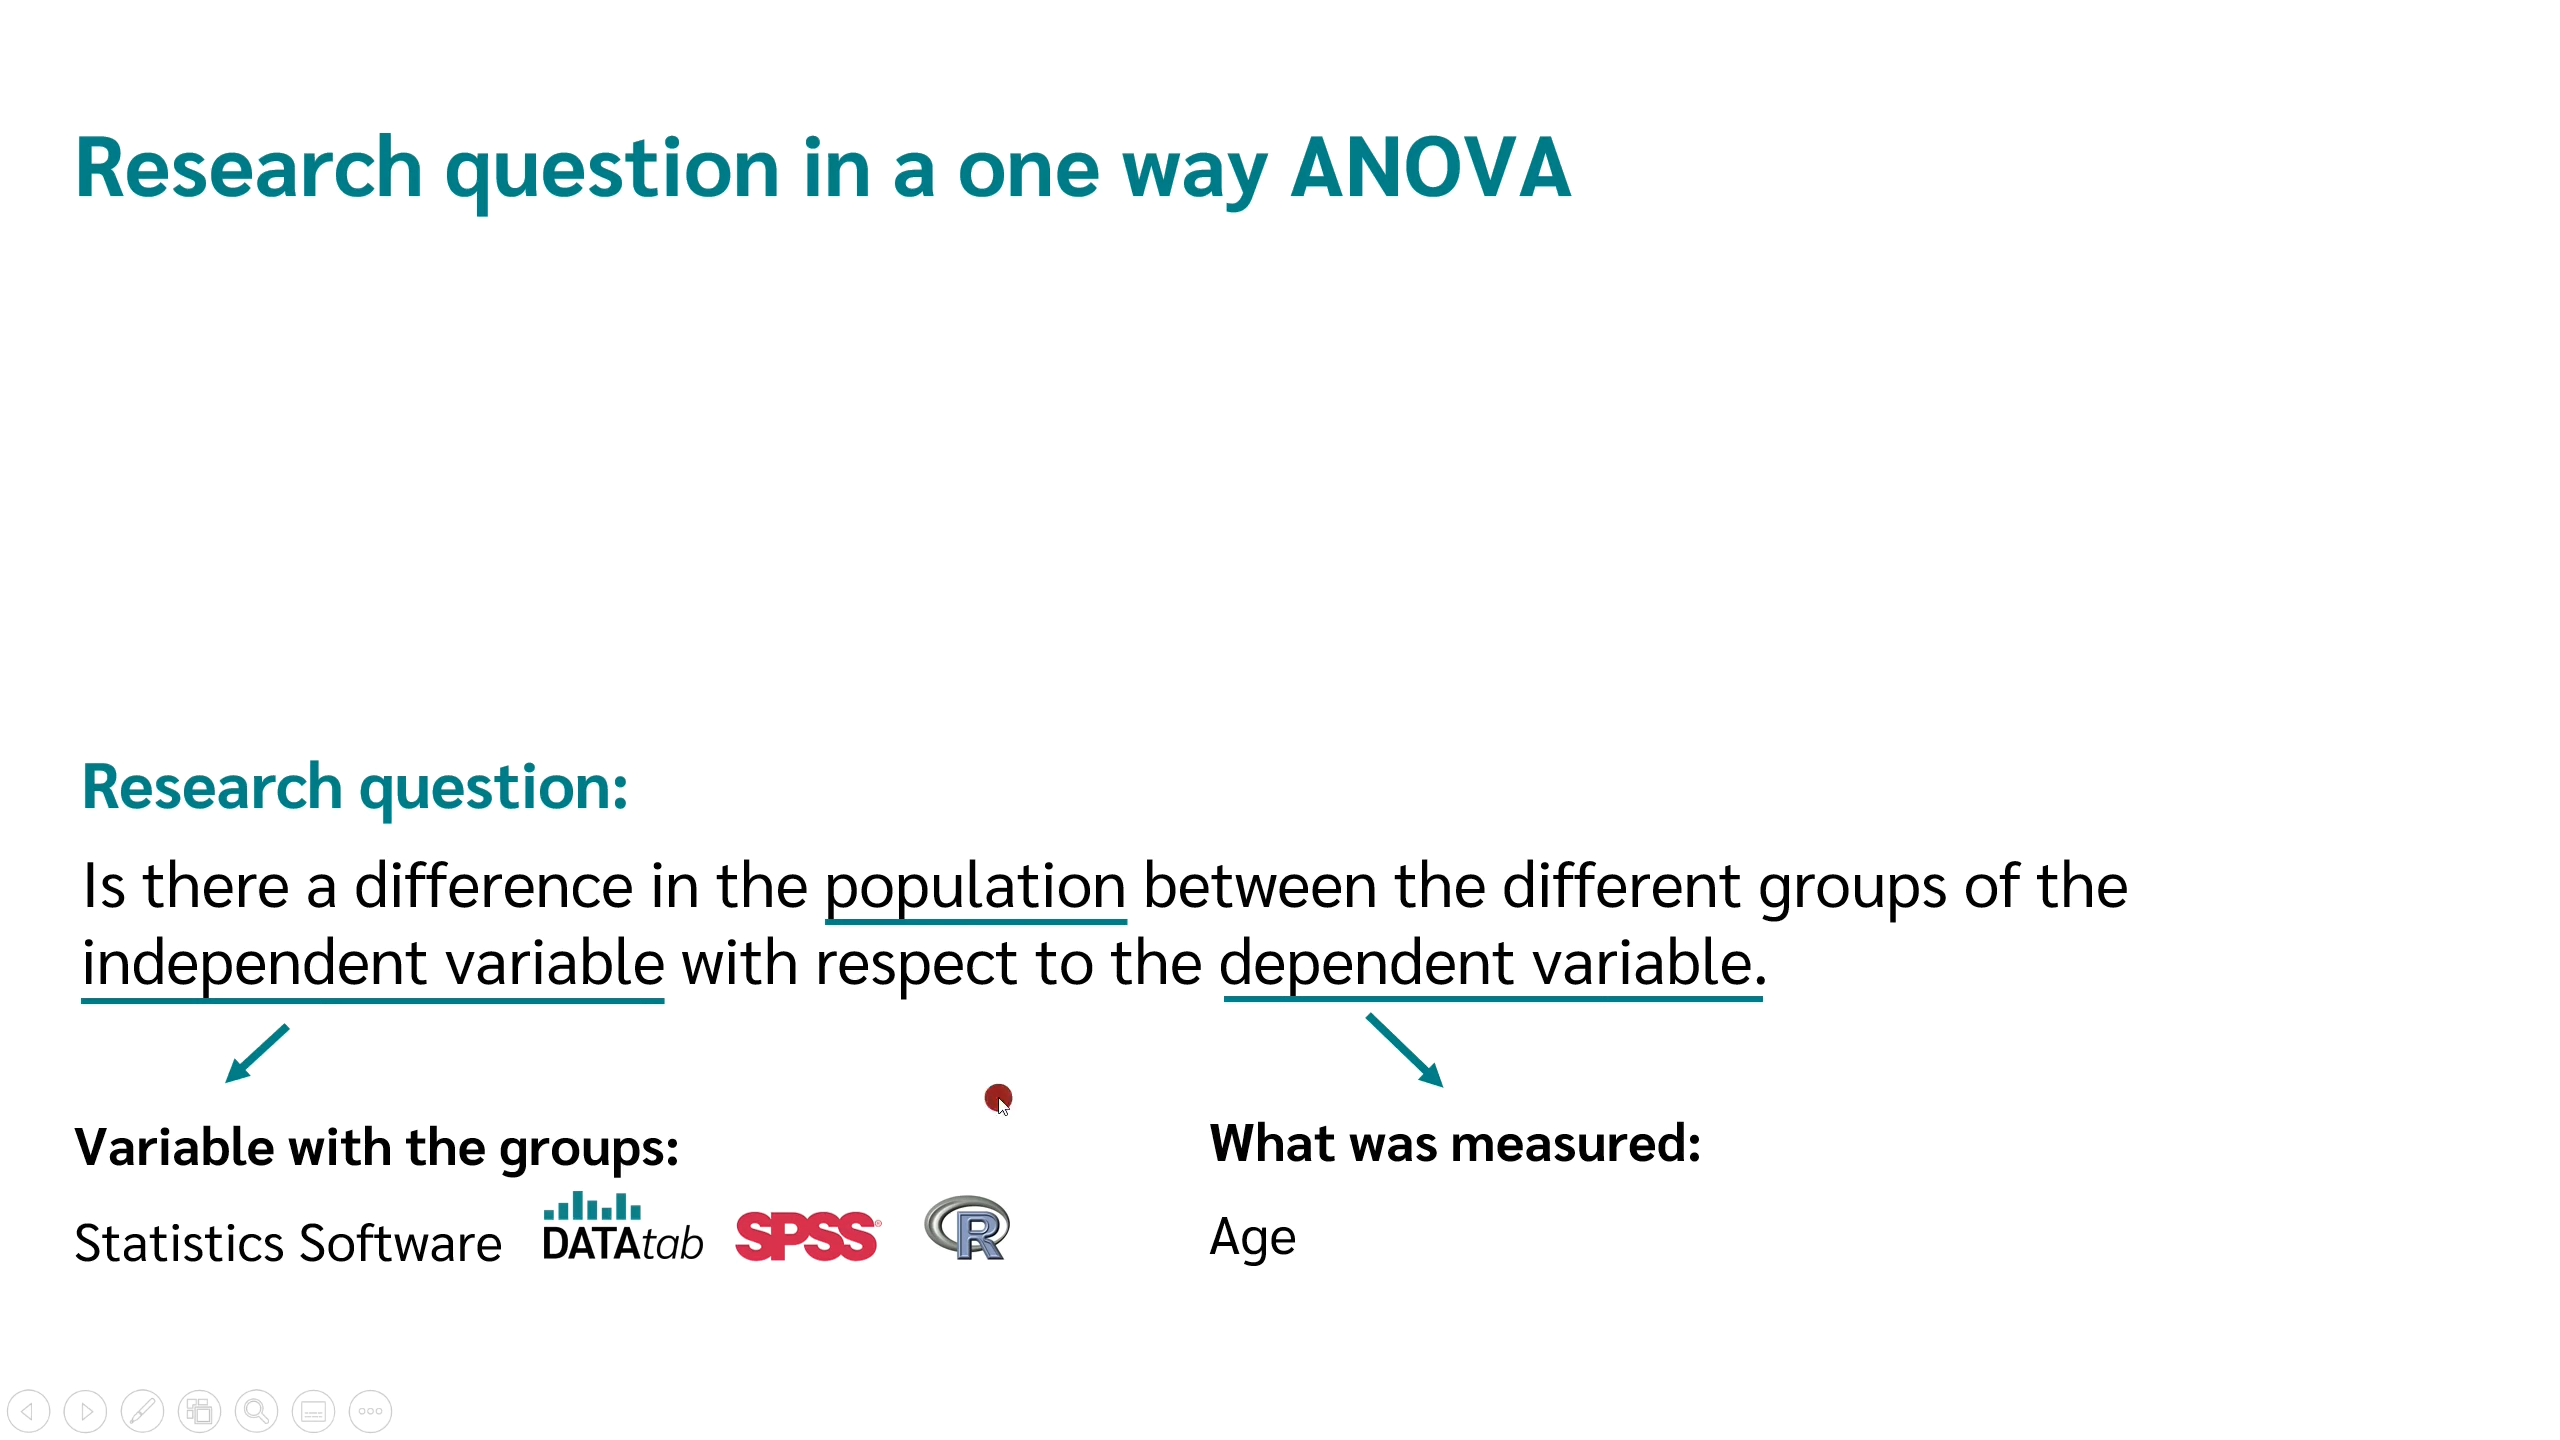 Research question in a one way ANOVA
Research question:
Is there a difference in the population between the different groups of the
independent variable with respect to the dependent variable.
Variable with the groups:
What was measured:
Statistics Software DATAtab SPSS® R
Age